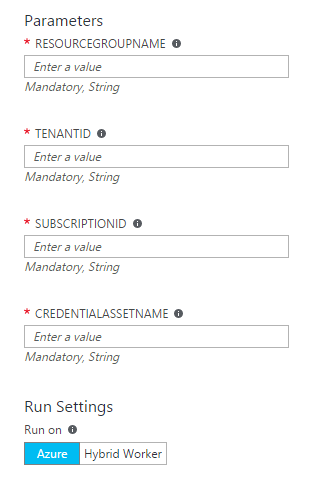 Parameters
* RESOURCEGROUPNAME
Enter a value
Mandatory, String
* TENANTID
Enter a value
Mandatory, String
* SUBSCRIPTIONID
Enter a value
Mandatory, String
* CREDENTIALASSETNAME
Enter a value
Mandatory, String
Run Settings
Run on
Azure Hybrid Worker